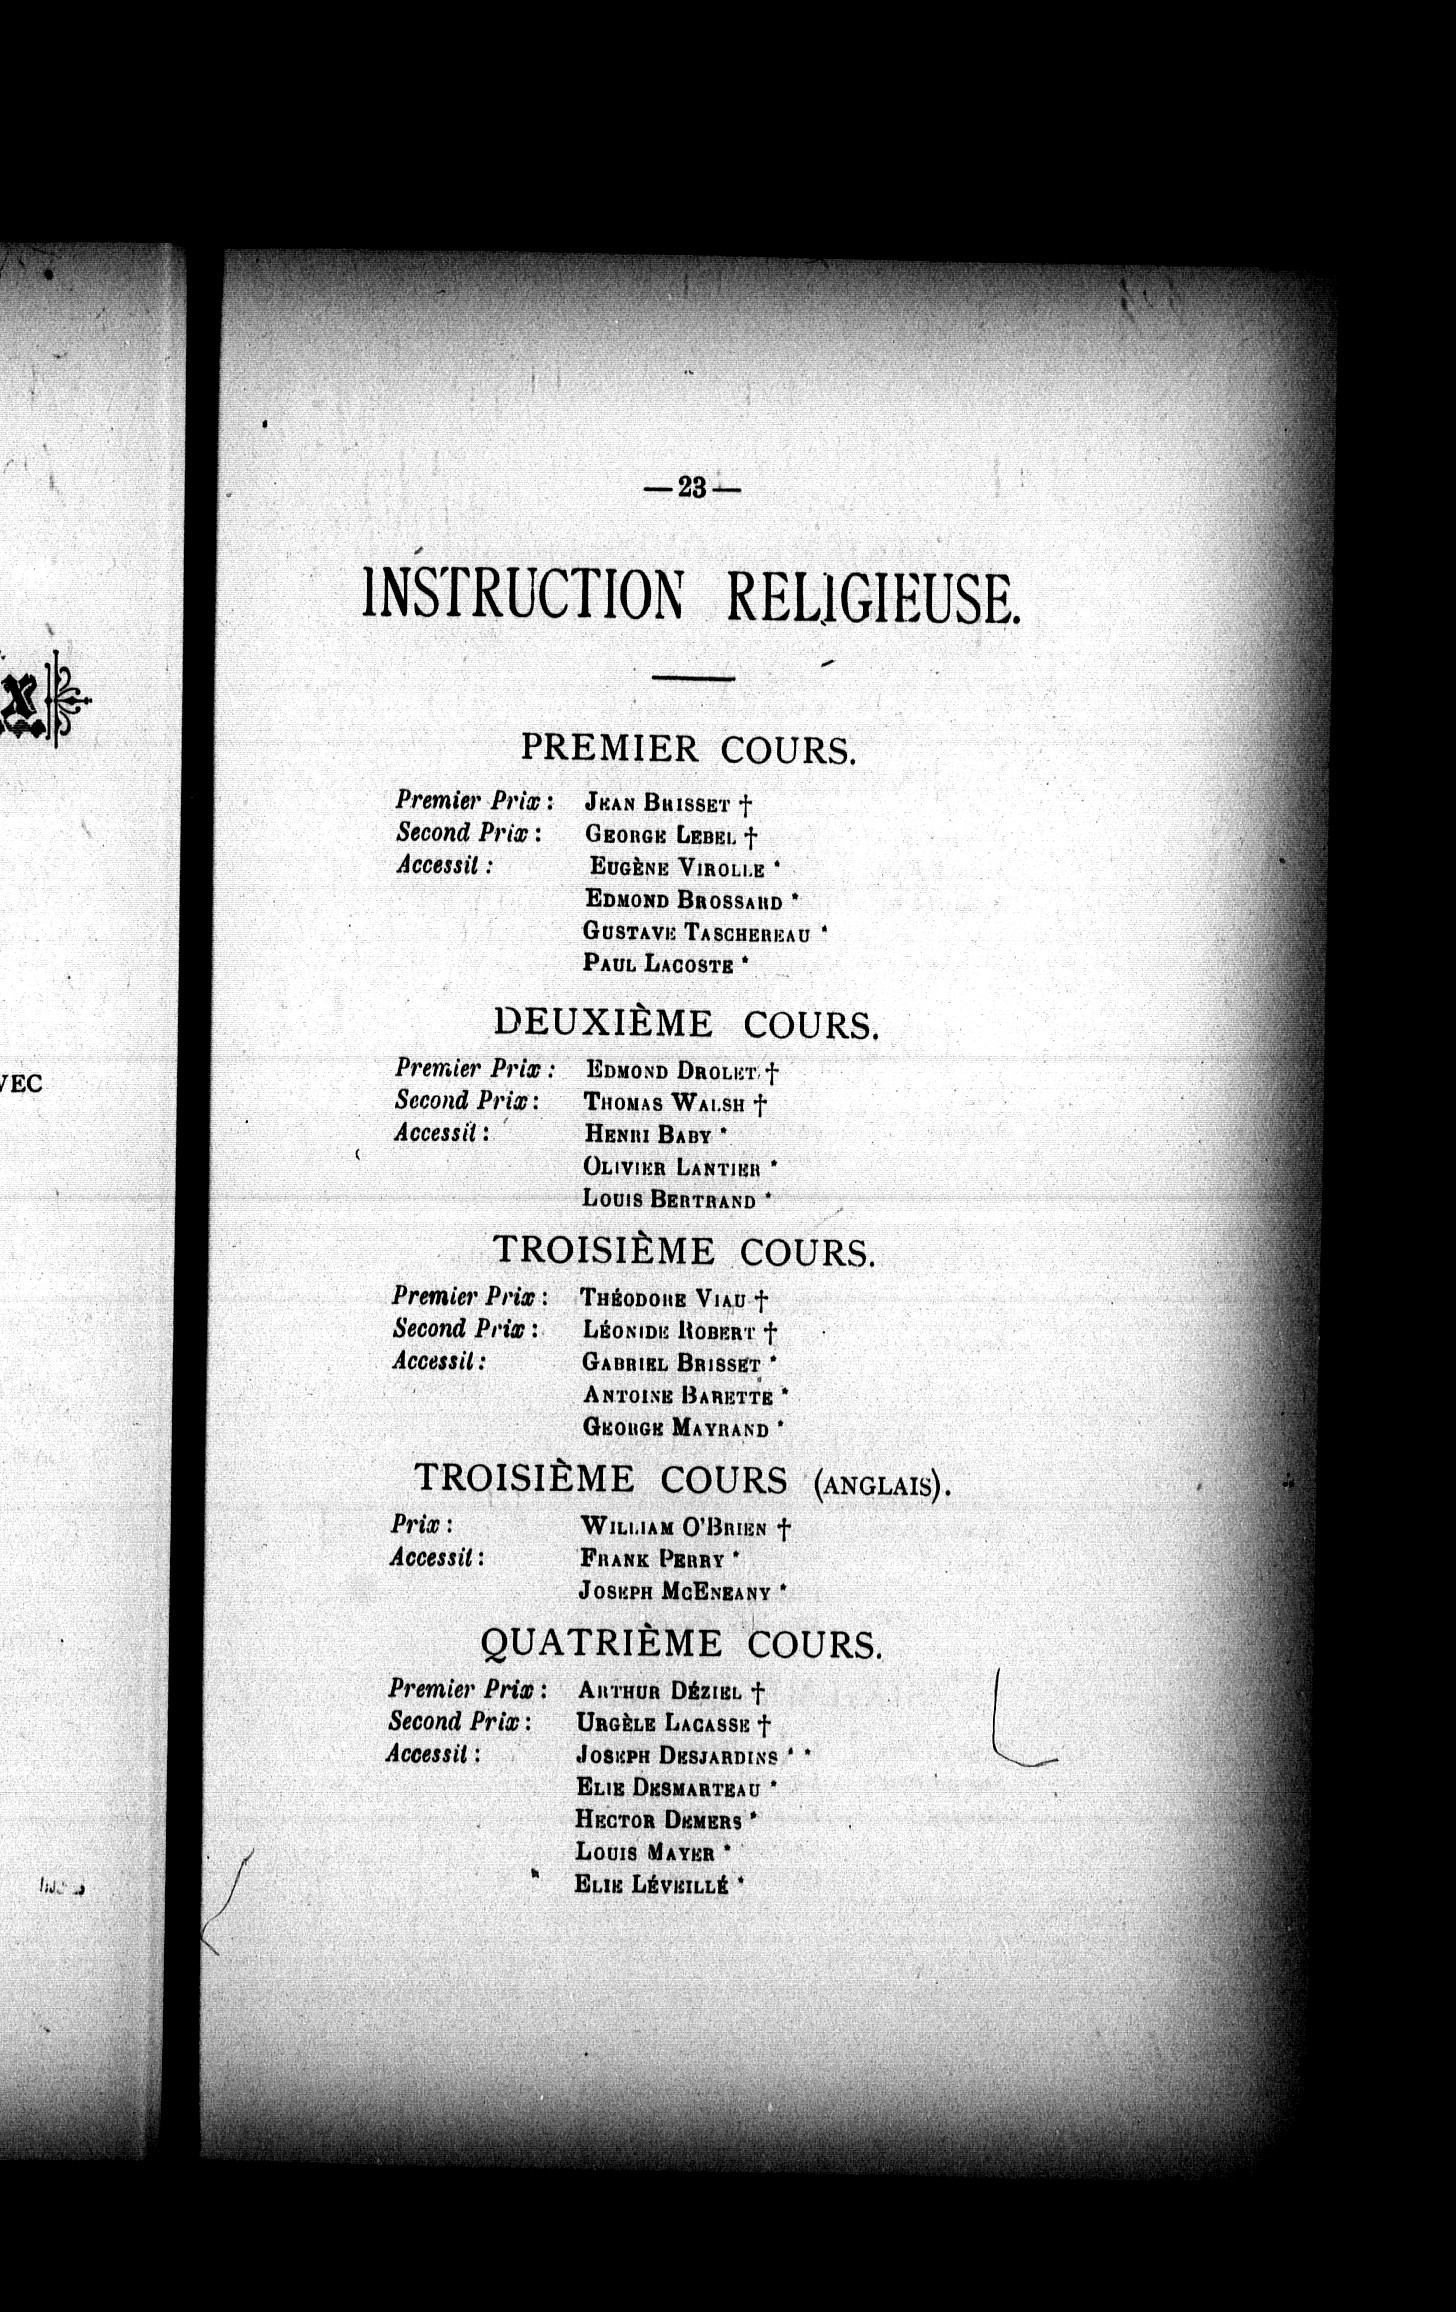 — 23 —
INSTRUCTION RELIGIEUSE.
PREMIER COURS.
Premier Prix : JEAN BRISSET †
Second Prix : GEORGE LEBEL †
Accessit : EUGÈNE VIROLLE *
EDMOND BROSSARD *
GUSTAVE TASCHEREAU *
PAUL LACOSTE *
DEUXIÈME COURS.
Premier Prix : EDMOND DROLET †
Second Prix : THOMAS WALSH †
Accessit : HENRI BABY *
OLIVIER LANTIER *
LOUIS BERTRAND *
TROISIÈME COURS.
Premier Prix : THÉODORE VIAU †
Second Prix : LÉONIDE ROBERT †
Accessit : GABRIEL BRISSET *
ANTOINE BARETTE *
GEORGE MAYRAND *
TROISIÈME COURS (ANGLAIS).
Prix : WILLIAM O'BRIEN †
Accessit : FRANK PERRY *
JOSEPH MCENEANY *
QUATRIÈME COURS.
Premier Prix : ARTHUR DÉZIEL †
Second Prix : URGÈLE LACASSE †
Accessit : JOSEPH DESJARDINS * *
ELIE DESMARTEAU *
HECTOR DEMERS *
LOUIS MAYER *
ELIE LÉVEILLÉ *